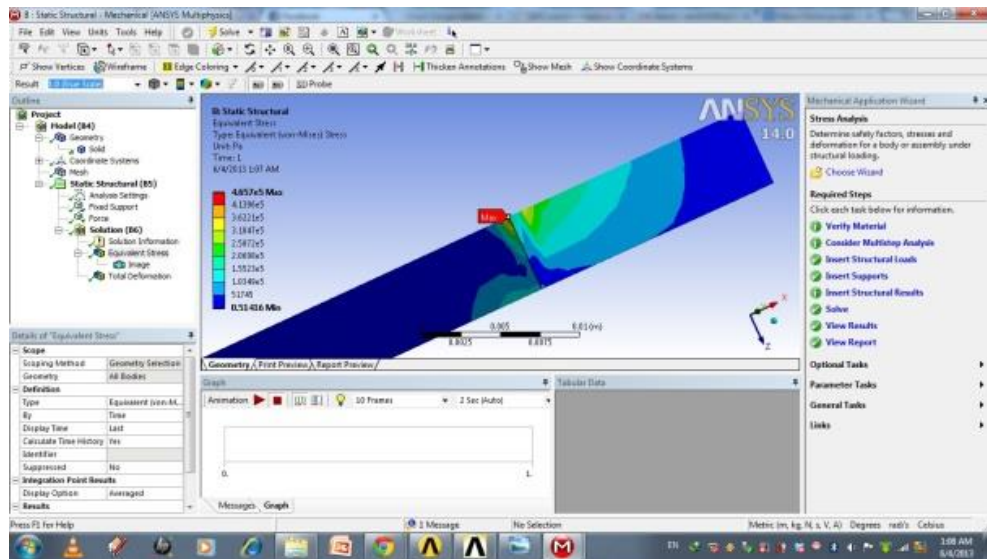 B : Static Structural - Mechanical [ANSYS Multiphysics]
File Edit View Units Tools Help Solve
Show Vertices Wireframe Edge Coloring Thicken Annotations Show Mesh Show Coordinate Systems
Result 3D Probe
Outline
Project
Model (B4)
Geometry
Solid
Coordinate Systems
Mesh
Static Structural (B5)
Analysis Settings
Fixed Support
Force
Solution (B6)
Solution Information
Equivalent Stress
Image
Total Deformation
Details of "Equivalent Stress"
Scope
Scoping Method Geometry Selection
Geometry All Bodies
Definition
Type Equivalent (von-M...
By Time
Display Time Last
Calculate Time History Yes
Identifier
Suppressed No
Integration Point Results
Display Option Averaged
Results
B: Static Structural
Equivalent Stress
Type: Equivalent (von-Mises) Stress
Unit: Pa
Time: 1
6/4/2013 1:07 AM
4.657e5 Max
4.1396e5
3.6221e5
3.1047e5
2.5872e5
2.0698e5
1.5523e5
1.0349e5
51745
0.51416 Min
Max
ANSYS
14.0
X
Z
0.005 0.01 (m)
0.0025 0.0075
Geometry Print Preview Report Preview
Graph
Animation 10 Frames 2 Sec (Auto)
0. 1.
Messages Graph
Tabular Data
Mechanical Application Wizard
Stress Analysis
Determine safety factors, stresses and
deformation for a body or assembly under
structural loading.
Choose Wizard
Required Steps
Click each task below for information.
Verify Material
Consider Multistep Analysis
Insert Structural Loads
Insert Supports
Insert Structural Results
Solve
View Results
View Report
Optional Tasks
Parameter Tasks
General Tasks
Links
Press F1 for Help 1 Message No Selection Metric (m, kg, N, s, V, A) Degrees rad/s Celsius
EN 1:08 AM
6/4/2013